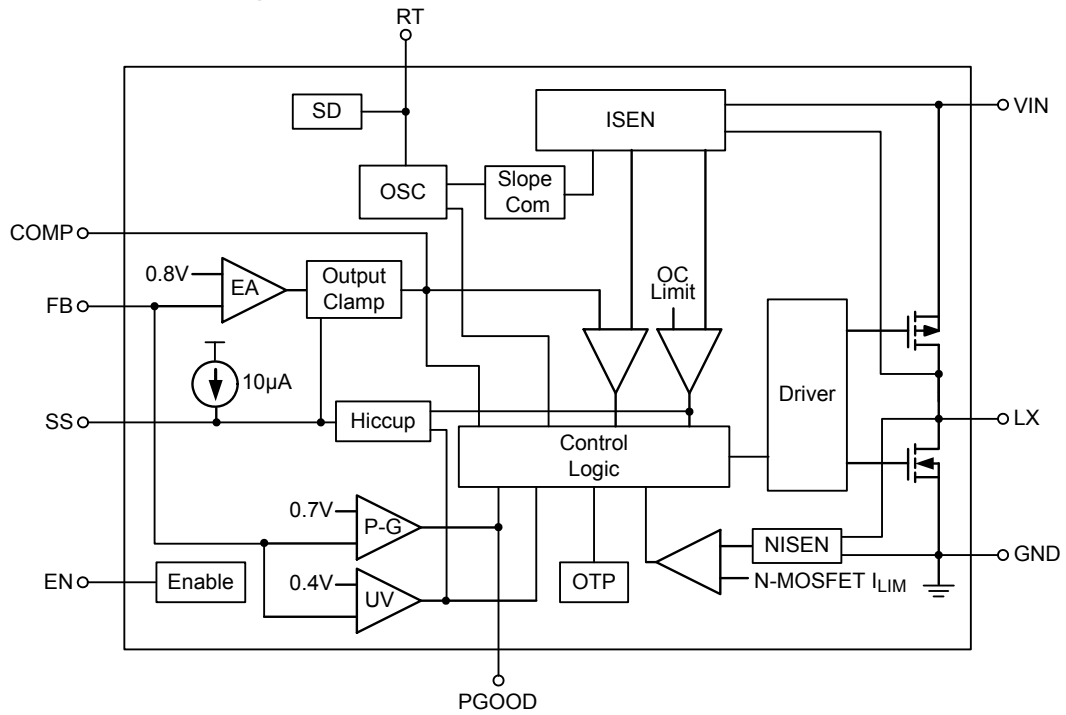 RT
SD
ISEN
VIN
OSC
Slope
Com
COMP
0.8V
EA
Output
Clamp
OC
Limit
FB
10µA
Driver
SS
Hiccup
LX
Control
Logic
0.7V
P-G
NISEN
GND
EN
Enable
0.4V
UV
OTP
N-MOSFET ILIM
PGOOD